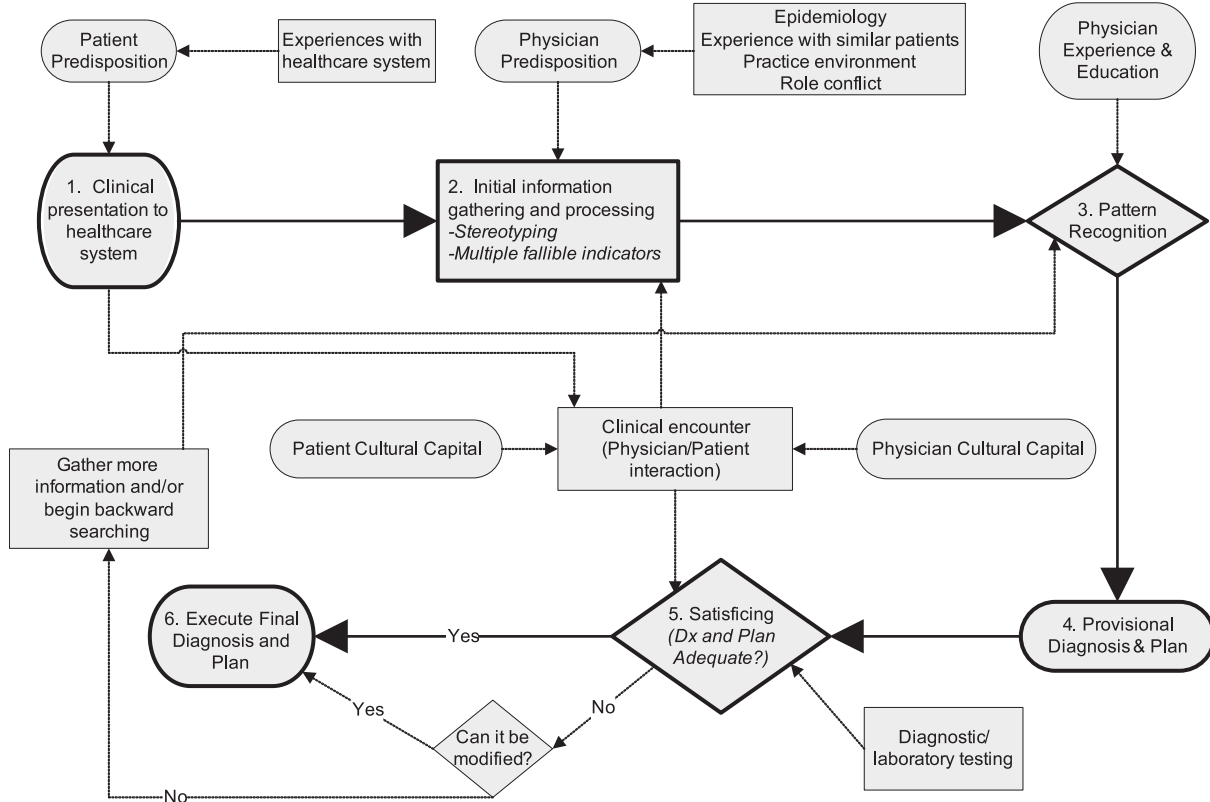 Patient
Predisposition
Experiences with
healthcare system
Physician
Predisposition
Epidemiology
Experience with similar patients
Practice environment
Role conflict
Physician
Experience &
Education
1. Clinical
presentation to
healthcare
system
2. Initial information
gathering and processing
-Stereotyping
-Multiple fallible indicators
3. Pattern
Recognition
Patient Cultural Capital
Clinical encounter
(Physician/Patient
interaction)
Physician Cultural Capital
Gather more
information and/or
begin backward
searching
6. Execute Final
Diagnosis and
Plan
Yes
5. Satisficing
(Dx and Plan
Adequate?)
4. Provisional
Diagnosis & Plan
Yes
No
Can it be
modified?
Diagnostic/
laboratory testing
No